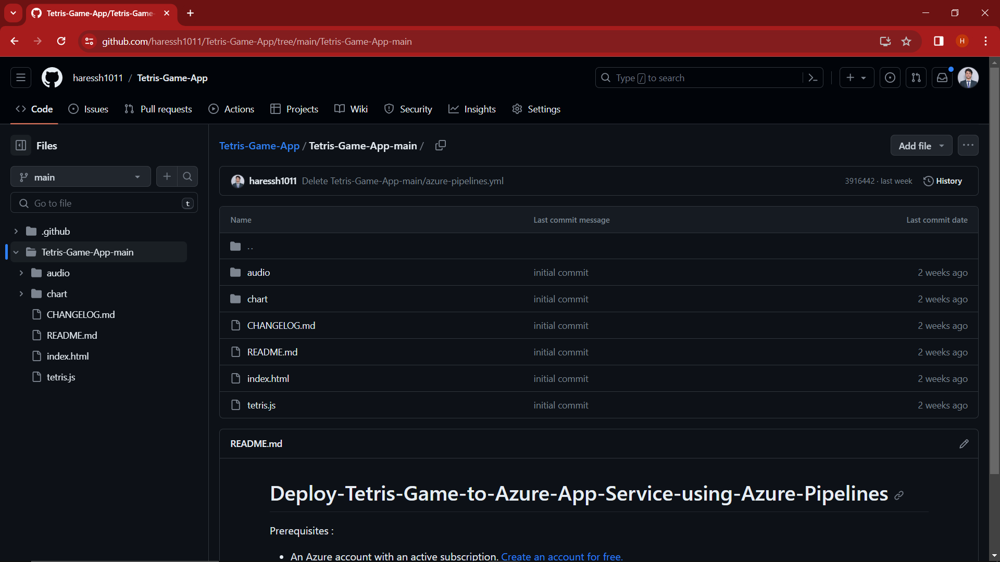 Tetris-Game-App/Tetris-Game-
github.com/haressh1011/Tetris-Game-App/tree/main/Tetris-Game-App-main
H
haressh1011 / Tetris-Game-App
Type / to search
Code
Issues
Pull requests
Actions
Projects
Wiki
Security
Insights
Settings
Files
main
Go to file
t
.github
Tetris-Game-App-main
audio
chart
CHANGELOG.md
README.md
index.html
tetris.js
Tetris-Game-App / Tetris-Game-App-main /
Add file
haressh1011 Delete Tetris-Game-App-main/azure-pipelines.yml
3916442 · last week
History
Name Last commit message Last commit date
..
audio initial commit 2 weeks ago
chart initial commit 2 weeks ago
CHANGELOG.md initial commit 2 weeks ago
README.md initial commit 2 weeks ago
index.html initial commit 2 weeks ago
tetris.js initial commit 2 weeks ago
README.md
Deploy-Tetris-Game-to-Azure-App-Service-using-Azure-Pipelines
Prerequisites :
• An Azure account with an active subscription. Create an account for free.